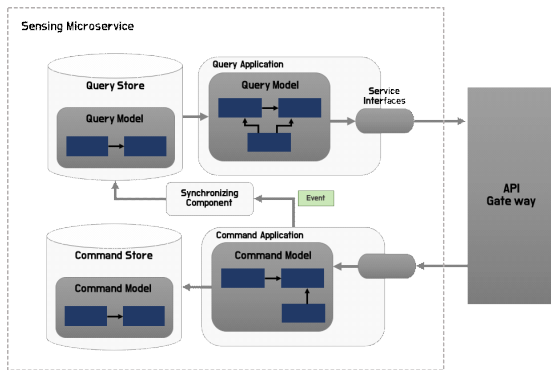 Sensing Microservice
Query Application
Query Store
Query Model
Query Model
Service
Interfaces
API
Gate way
Synchronizing
Component
Event
Command Application
Command Store
Command Model
Command Model